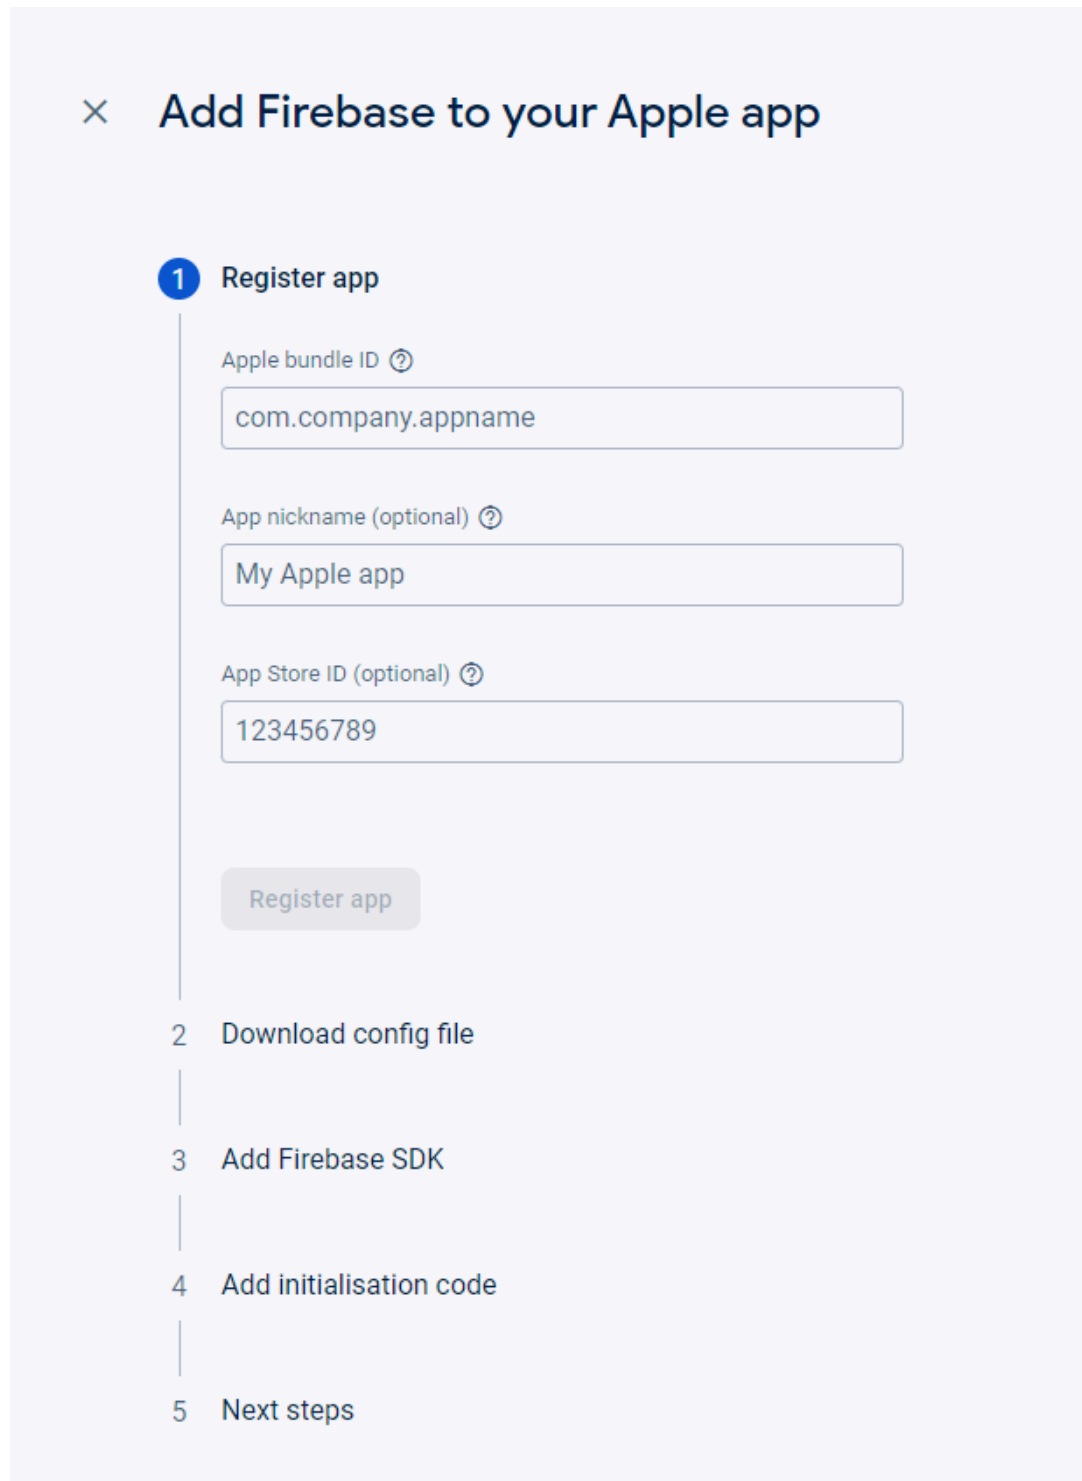 Add Firebase to your Apple app
1 Register app
Apple bundle ID ?
com.company.appname
App nickname (optional) ?
My Apple app
App Store ID (optional) ?
123456789
Register app
2 Download config file
3 Add Firebase SDK
4 Add initialisation code
5 Next steps